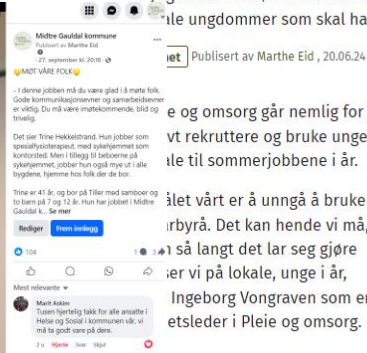 Midtre Gauldal kommune
Publisert av Marthe Eid
· 27. september kl. 20:18 ·
MØT VÅRE FOLK
- I denne jobben må du være glad i å møte folk.
Gode kommunikasjonsevner og samarbeidsevner
er viktig. Du må være imøtekommende, blid og
trivelig.
Det sier Trine Hekkelstrand. Hun jobber som
spesialfysioterapeut, med sykehjemmet som
kontorsted. Men i tillegg til beboerne på
sykehjemmet, jobber hun også mye ut i alle
bygdene, hjemme hos folk der de bor.
Trine er 41 år, og bor på Tiller med samboer og
to barn på 7 og 12 år. Hun har jobbet i Midtre
Gauldal k... Se mer
Rediger
Frem innlegg
104
1
3
Mest relevante
Marit Askim
Tusen hjertelig takk for alle ansatte i
Helse og Sosial i kommunen vår, vi
må ta godt vare på dere.
2 u Hjerte Svar Skjul
ale ungdommer som skal ha
et Publisert av Marthe Eid , 20.06.24
e og omsorg går nemlig for
vt rekruttere og bruke unge
ale til sommerjobbene i år.
ålet vårt er å unngå å bruke
rbyrå. Det kan hende vi må,
n så langt det lar seg gjøre
ser vi på lokale, unge i år,
Ingeborg Vongraven som er
etsleder i Pleie og omsorg.